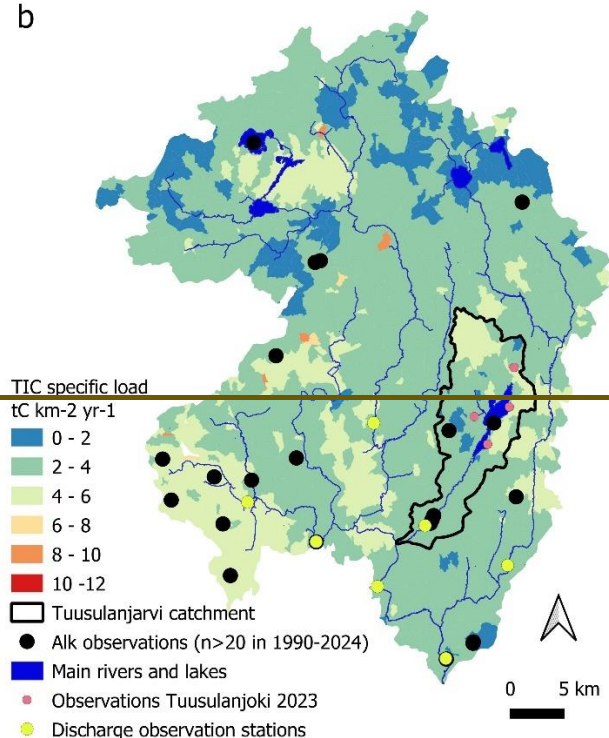 b
TIC specific load
tC km-2 yr-1
0 - 2
2 - 4
4 - 6
6 - 8
8 - 10
10 -12
Tuusulanjarvi catchment
Alk observations (n>20 in 1990-2024)
Main rivers and lakes
Observations Tuusulanjoki 2023
Discharge observation stations
0 5 km